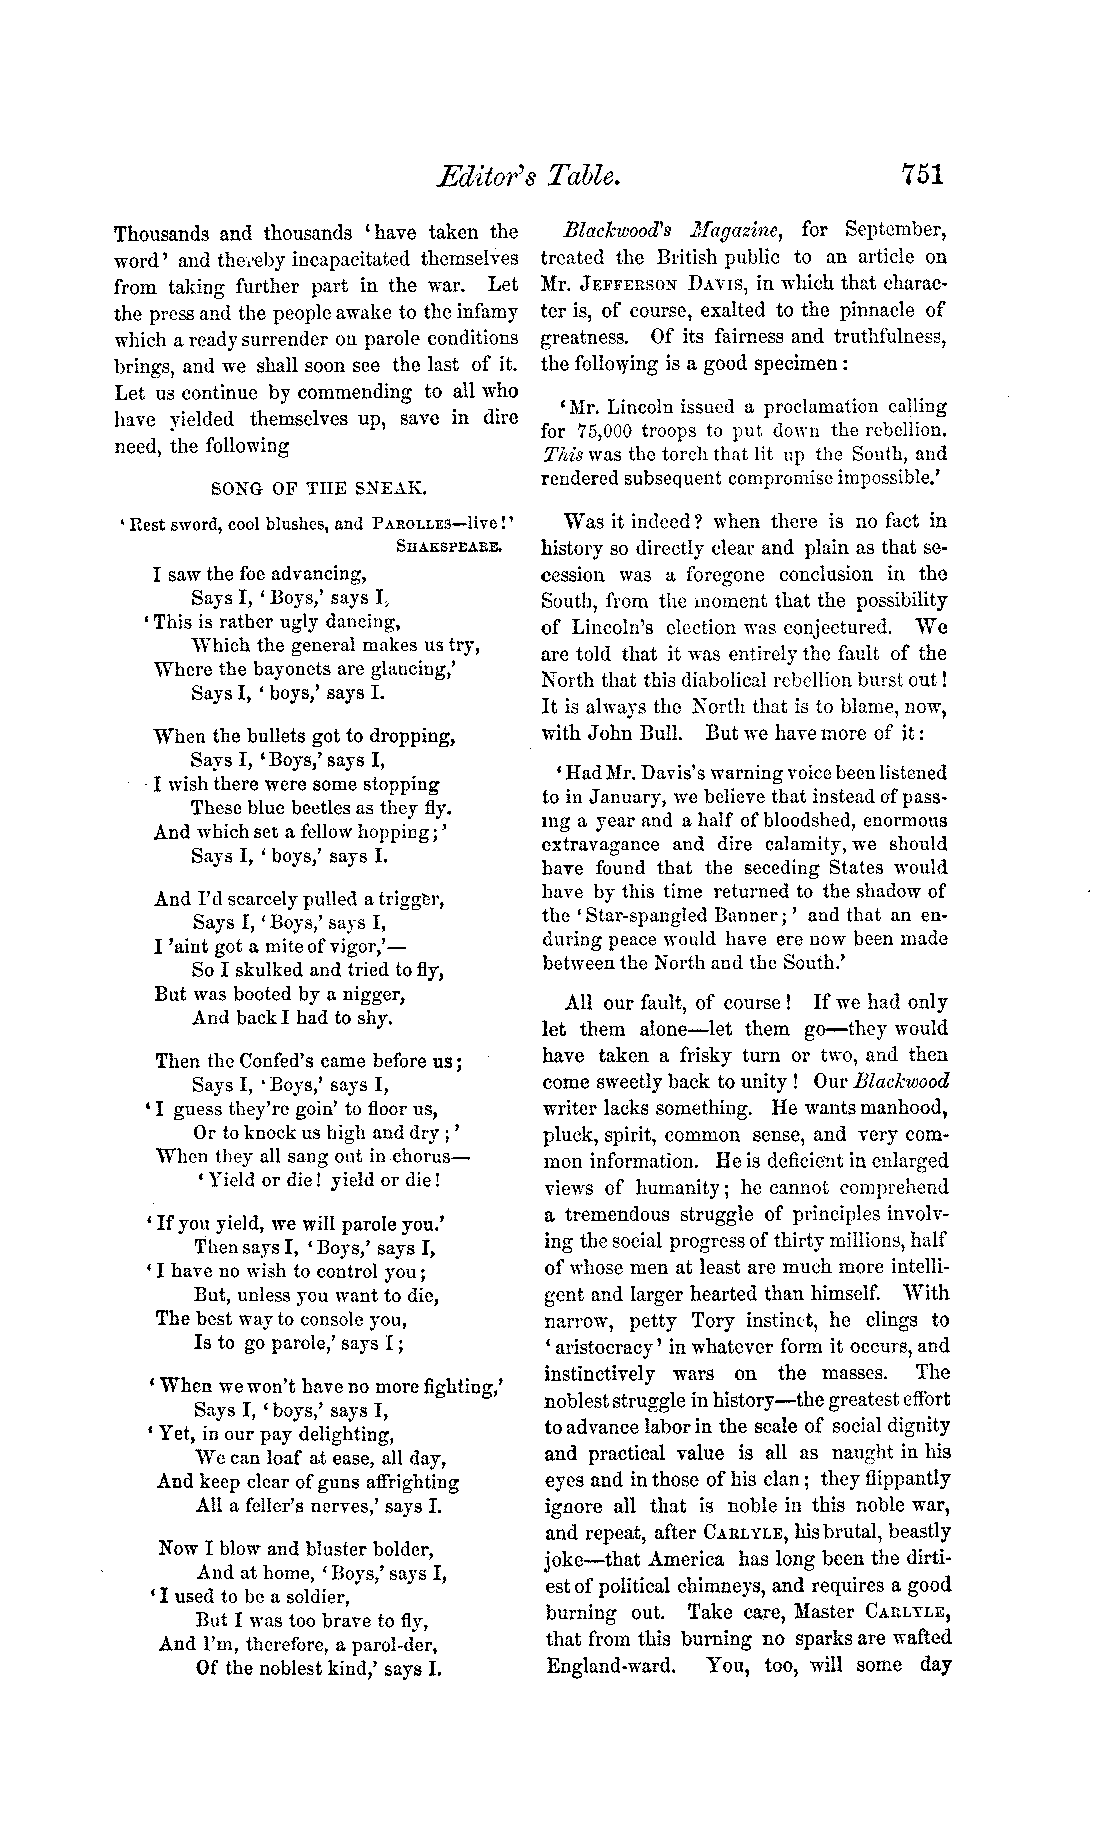 Editor's Table. 751
Thousands and thousands 'have taken the
word' and thereby incapacitated themselves
from taking further part in the war. Let
the press and the people awake to the infamy
which a ready surrender on parole conditions
brings, and we shall soon see the last of it.
Let us continue by commending to all who
have yielded themselves up, save in dire
need, the following
SONG OF THE SNEAK.
'Rest sword, cool blushes, and PAROLLES—live!'
SHAKSPEARE.
I saw the foe advancing,
Says I, 'Boys,' says I,
'This is rather ugly dancing,
Which the general makes us try,
Where the bayonets are glancing,'
Says I, 'boys,' says I.
When the bullets got to dropping,
Says I, 'Boys,' says I,
I wish there were some stopping
These blue beetles as they fly.
And which set a fellow hopping;'
Says I, 'boys,' says I.
And I'd scarcely pulled a trigger,
Says I, 'Boys,' says I,
I 'aint got a mite of vigor,'—
So I skulked and tried to fly,
But was booted by a nigger,
And back I had to shy.
Then the Confed's came before us;
Says I, 'Boys,' says I,
'I guess they're goin' to floor us,
Or to knock us high and dry;'
When they all sang out in chorus—
'Yield or die! yield or die!
'If you yield, we will parole you.'
Then says I, 'Boys,' says I,
'I have no wish to control you;
But, unless you want to die,
The best way to console you,
Is to go parole,' says I;
'When we won't have no more fighting,'
Says I, 'boys,' says I,
'Yet, in our pay delighting,
We can loaf at ease, all day,
And keep clear of guns affrighting
All a feller's nerves,' says I.
Now I blow and bluster bolder,
And at home, 'Boys,' says I,
'I used to be a soldier,
But I was too brave to fly,
And I'm, therefore, a parol-der,
Of the noblest kind,' says I.
Blackwood's Magazine, for September,
treated the British public to an article on
Mr. JEFFERSON DAVIS, in which that charac-
ter is, of course, exalted to the pinnacle of
greatness. Of its fairness and truthfulness,
the following is a good specimen:
'Mr. Lincoln issued a proclamation calling
for 75,000 troops to put down the rebellion.
This was the torch that lit up the South, and
rendered subsequent compromise impossible.'
Was it indeed? when there is no fact in
history so directly clear and plain as that se-
cession was a foregone conclusion in the
South, from the moment that the possibility
of Lincoln's election was conjectured. We
are told that it was entirely the fault of the
North that this diabolical rebellion burst out!
It is always the North that is to blame, now,
with John Bull. But we have more of it:
'Had Mr. Davis's warning voice been listened
to in January, we believe that instead of pass-
ing a year and a half of bloodshed, enormous
extravagance and dire calamity, we should
have found that the seceding States would
have by this time returned to the shadow of
the 'Star-spangled Banner;' and that an en-
during peace would have ere now been made
between the North and the South.'
All our fault, of course! If we had only
let them alone—let them go—they would
have taken a frisky turn or two, and then
come sweetly back to unity! Our Blackwood
writer lacks something. He wants manhood,
pluck, spirit, common sense, and very com-
mon information. He is deficient in enlarged
views of humanity; he cannot comprehend
a tremendous struggle of principles involv-
ing the social progress of thirty millions, half
of whose men at least are much more intelli-
gent and larger hearted than himself. With
narrow, petty Tory instinct, he clings to
'aristocracy' in whatever form it occurs, and
instinctively wars on the masses. The
noblest struggle in history—the greatest effort
to advance labor in the scale of social dignity
and practical value is all as naught in his
eyes and in those of his clan; they flippantly
ignore all that is noble in this noble war,
and repeat, after CARLYLE, his brutal, beastly
joke—that America has long been the dirti-
est of political chimneys, and requires a good
burning out. Take care, Master CARLYLE,
that from this burning no sparks are wafted
England-ward. You, too, will some day